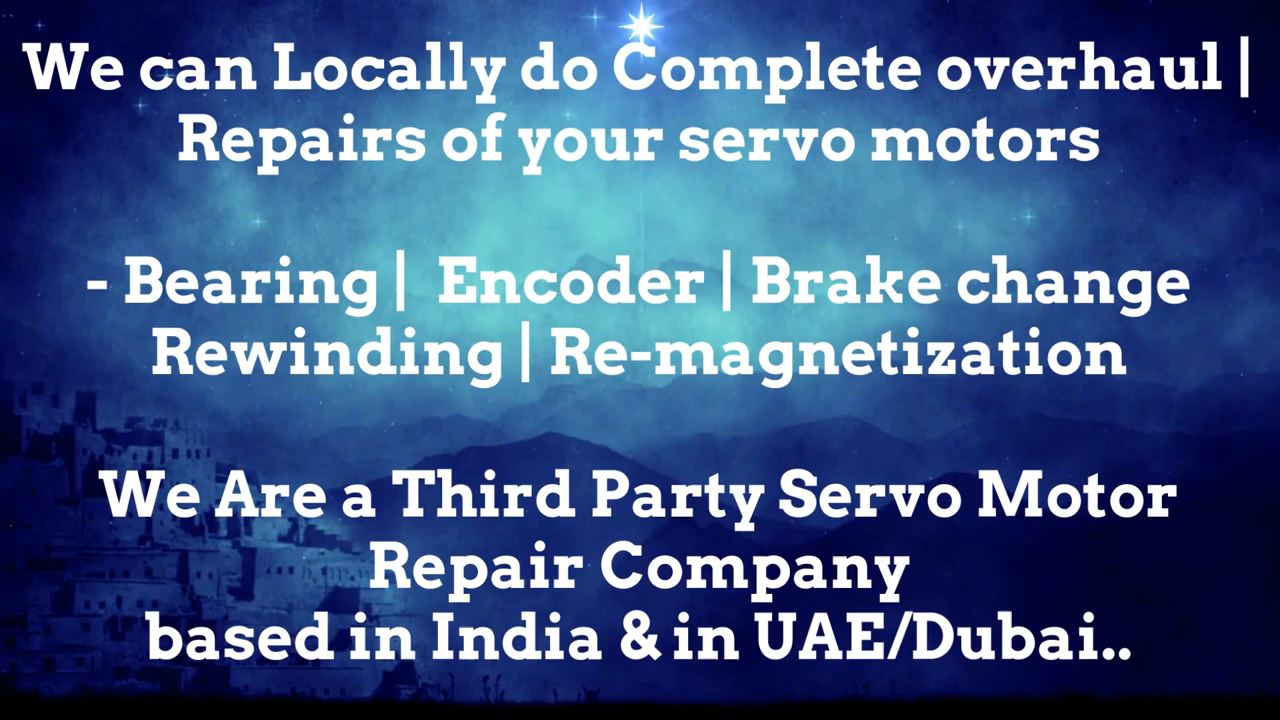 We can Locally do Complete overhaul |
Repairs of your servo motors
- Bearing |  Encoder | Brake change
Rewinding | Re-magnetization
We Are a Third Party Servo Motor
Repair Company
based in India & in UAE/Dubai..